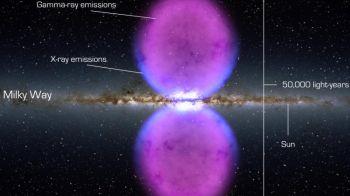 Gamma-ray emissions
X-ray emissions
Milky Way
50,000 light-years
Sun